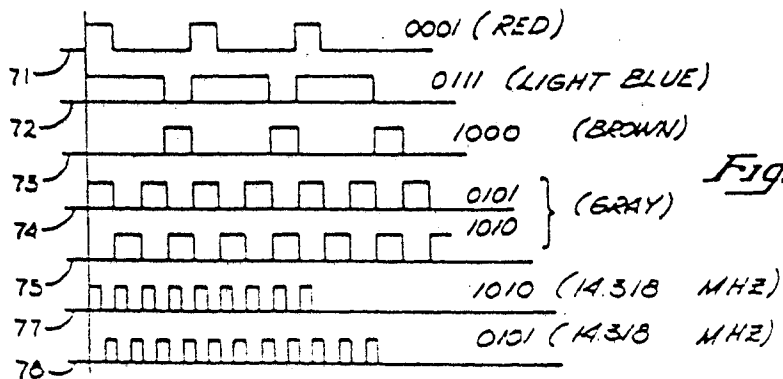 0001 (RED)
71
0111 (LIGHT BLUE)
72
1000 (BROWN)
73
0101
74
(GRAY)
Fig.
1010
75
1010 (14.318 MHZ)
77
0101 (14.318 MHZ)
78